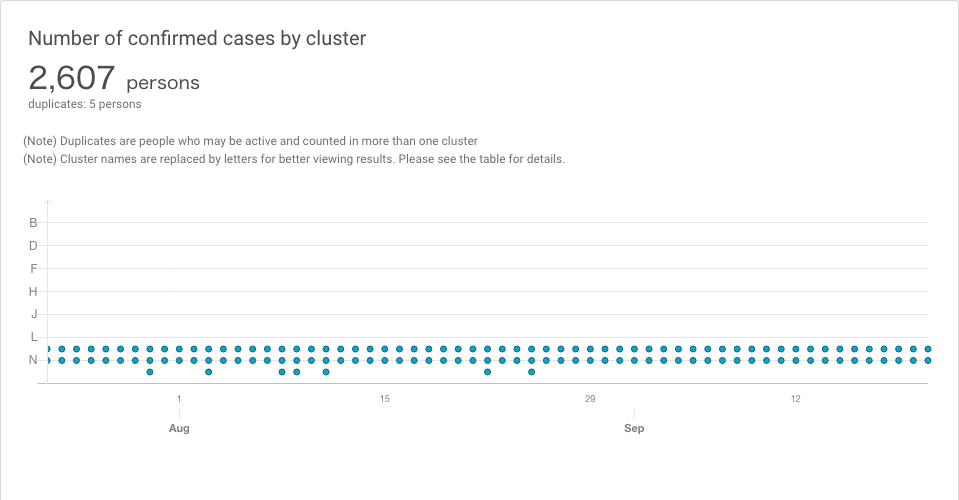 Number of confirmed cases by cluster
2,607 persons
duplicates: 5 persons
(Note) Duplicates are people who may be active and counted in more than one cluster
(Note) Cluster names are replaced by letters for better viewing results. Please see the table for details.
B
D
F
H
J
L
N
1 15 29 12
Aug Sep